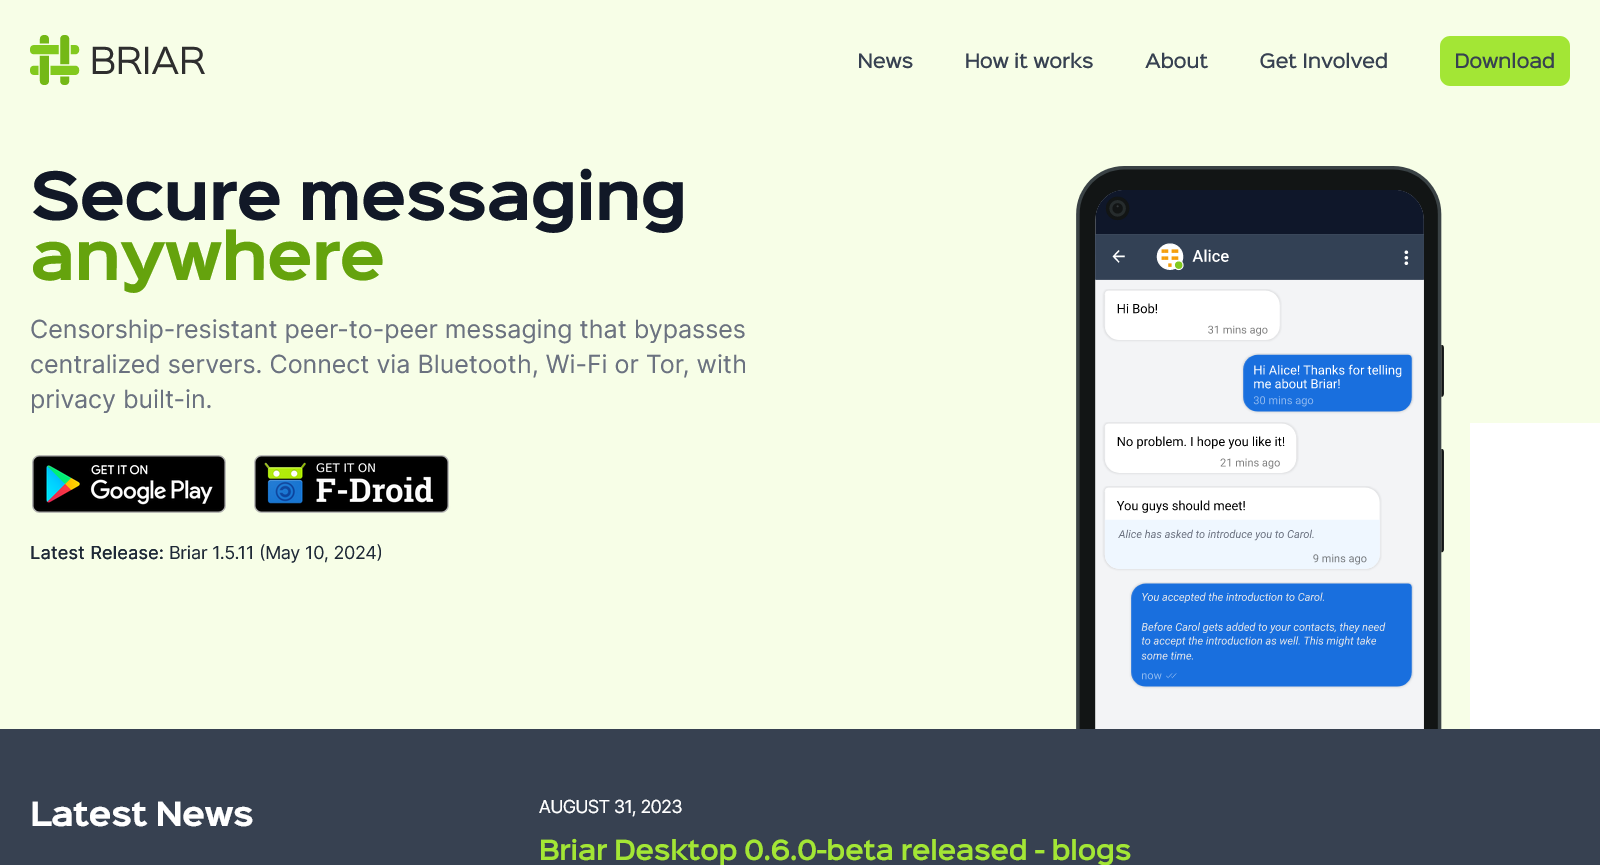 BRIAR
News
How it works
About
Get Involved
Download
Secure messaging
anywhere
Censorship-resistant peer-to-peer messaging that bypasses
centralized servers. Connect via Bluetooth, Wi-Fi or Tor, with
privacy built-in.
GET IT ON
Google Play
GET IT ON
F-Droid
Latest Release: Briar 1.5.11 (May 10, 2024)
Alice
Hi Bob!
31 mins ago
Hi Alice! Thanks for telling
me about Briar!
30 mins ago
No problem. I hope you like it!
21 mins ago
You guys should meet!
Alice has asked to introduce you to Carol.
9 mins ago
You accepted the introduction to Carol.
Before Carol gets added to your contacts, they need
to accept the introduction as well. This might take
some time.
now
Latest News
AUGUST 31, 2023
Briar Desktop 0.6.0-beta released - blogs